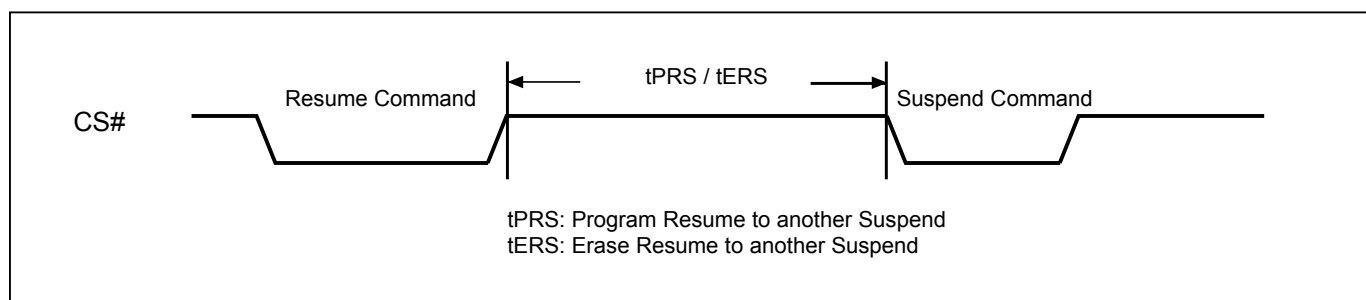 tPRS / tERS
Resume Command
Suspend Command
CS#
tPRS: Program Resume to another Suspend
tERS: Erase Resume to another Suspend